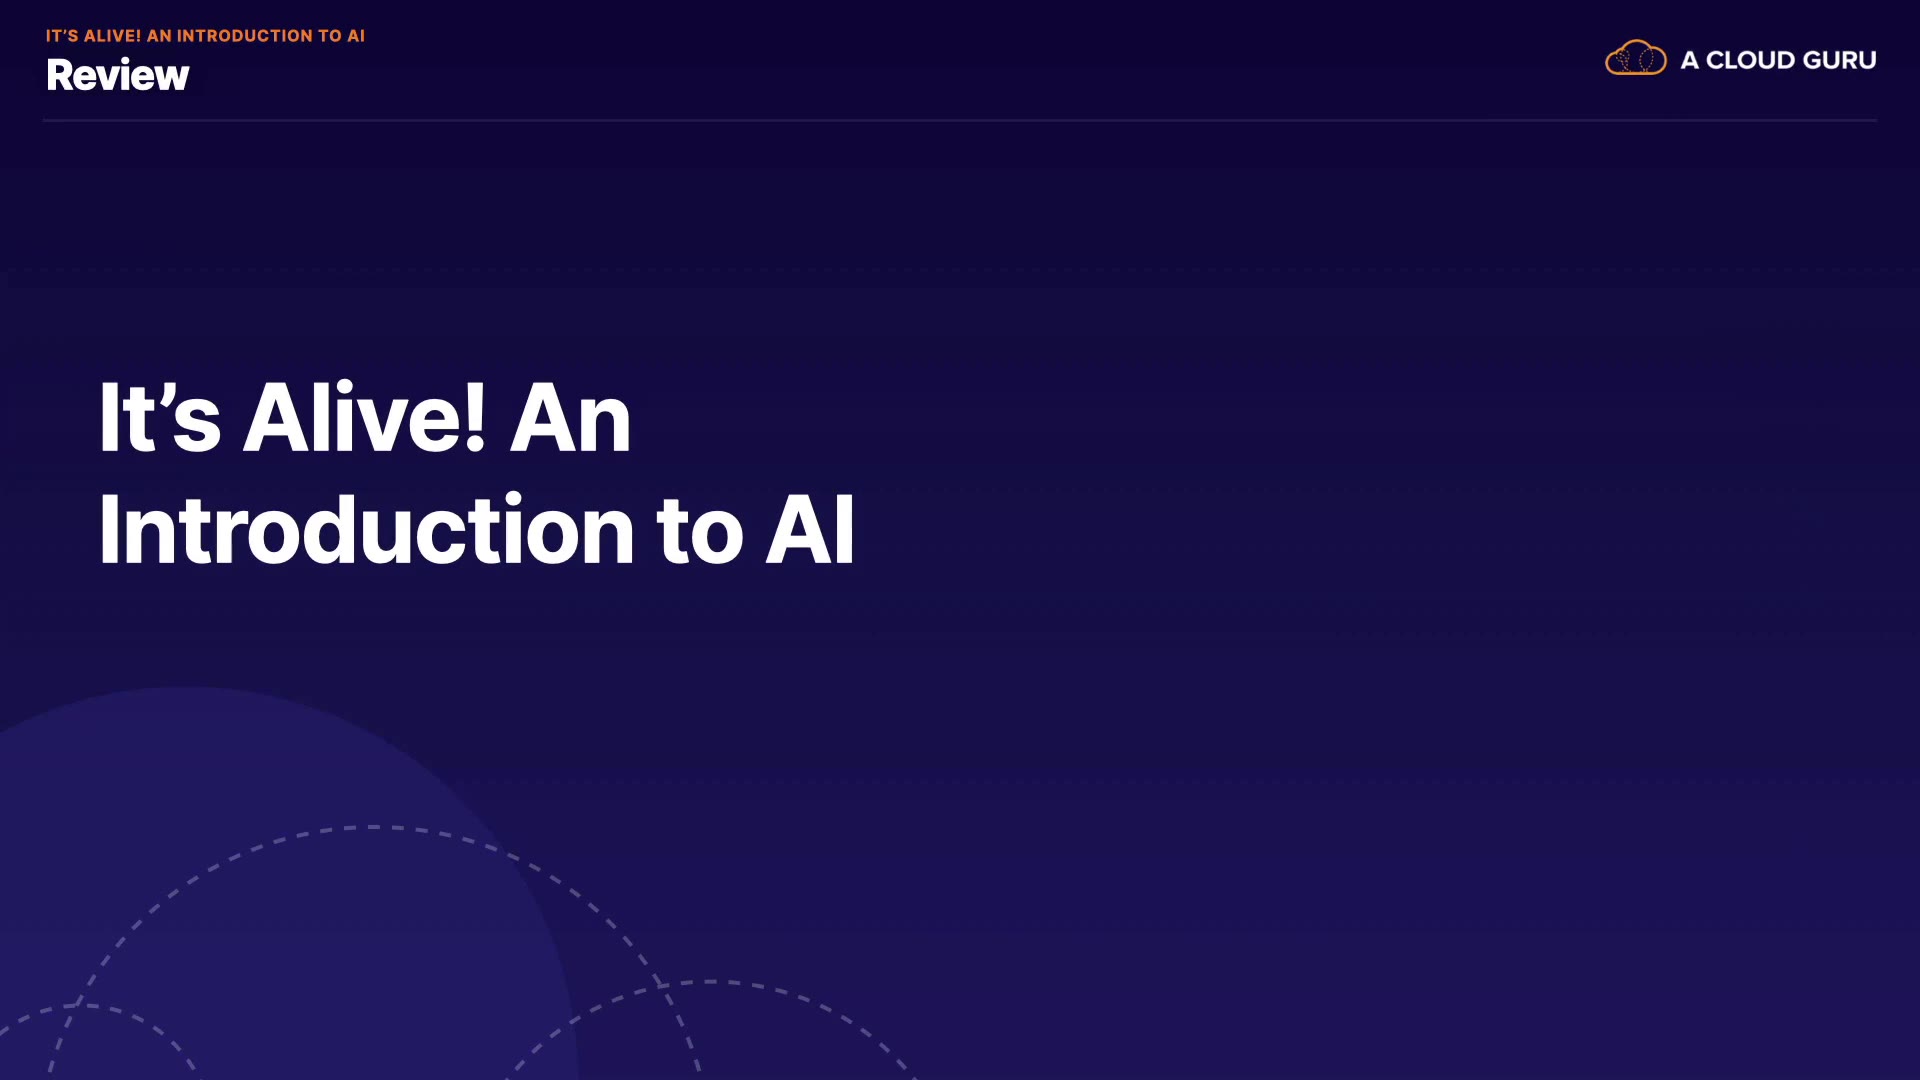 IT’S ALIVE! AN INTRODUCTION TO AI
Review
A CLOUD GURU
It’s Alive! An
Introduction to AI